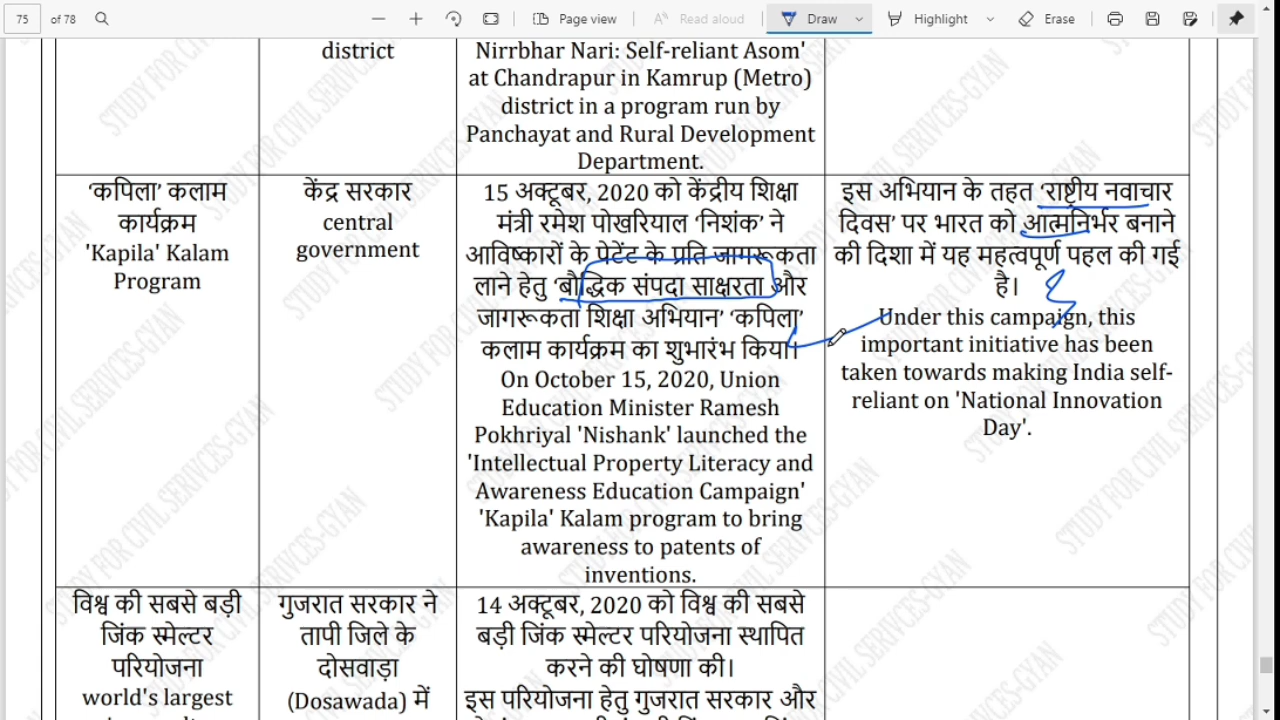 75 of 78 Page view Read aloud Draw Highlight Erase
district
Nirrbhar Nari: Self-reliant Asom'
at Chandrapur in Kamrup (Metro)
district in a program run by
Panchayat and Rural Development
Department.
‘कपिला’ कलाम
कार्यक्रम
'Kapila' Kalam
Program
केंद्र सरकार
central
government
15 अक्टूबर, 2020 को केंद्रीय शिक्षा
मंत्री रमेश पोखरियाल ‘निशंक’ ने
आविष्कारों के पेटेंट के प्रति जागरूकता
लाने हेतु ‘बौद्धिक संपदा साक्षरता और
जागरूकता शिक्षा अभियान’ ‘कपिला’
कलाम कार्यक्रम का शुभारंभ किया।
On October 15, 2020, Union
Education Minister Ramesh
Pokhriyal 'Nishank' launched the
'Intellectual Property Literacy and
Awareness Education Campaign'
'Kapila' Kalam program to bring
awareness to patents of
inventions.
इस अभियान के तहत ‘राष्ट्रीय नवाचार
दिवस’ पर भारत को आत्मनिर्भर बनाने
की दिशा में यह महत्वपूर्ण पहल की गई
है।
Under this campaign, this
important initiative has been
taken towards making India self-
reliant on 'National Innovation
Day'.
विश्व की सबसे बड़ी
जिंक स्मेल्टर
परियोजना
world's largest
गुजरात सरकार ने
तापी जिले के
दोसवाड़ा
(Dosawada) में
14 अक्टूबर, 2020 को विश्व की सबसे
बड़ी जिंक स्मेल्टर परियोजना स्थापित
करने की घोषणा की।
इस परियोजना हेतु गुजरात सरकार और
STUDY FOR CIVIL SERIVCES-GYAN